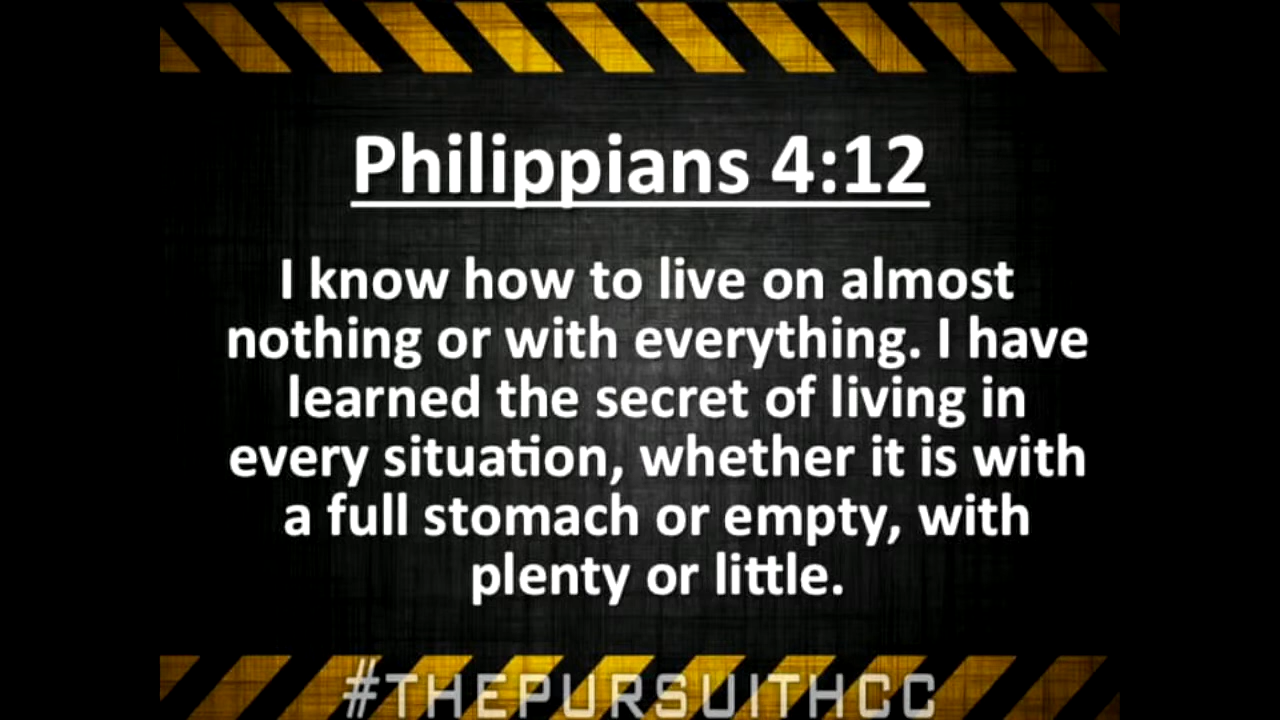 Philippians 4:12
I know how to live on almost
nothing or with everything. I have
learned the secret of living in
every situation, whether it is with
a full stomach or empty, with
plenty or little.
#THEPURSUITHCC